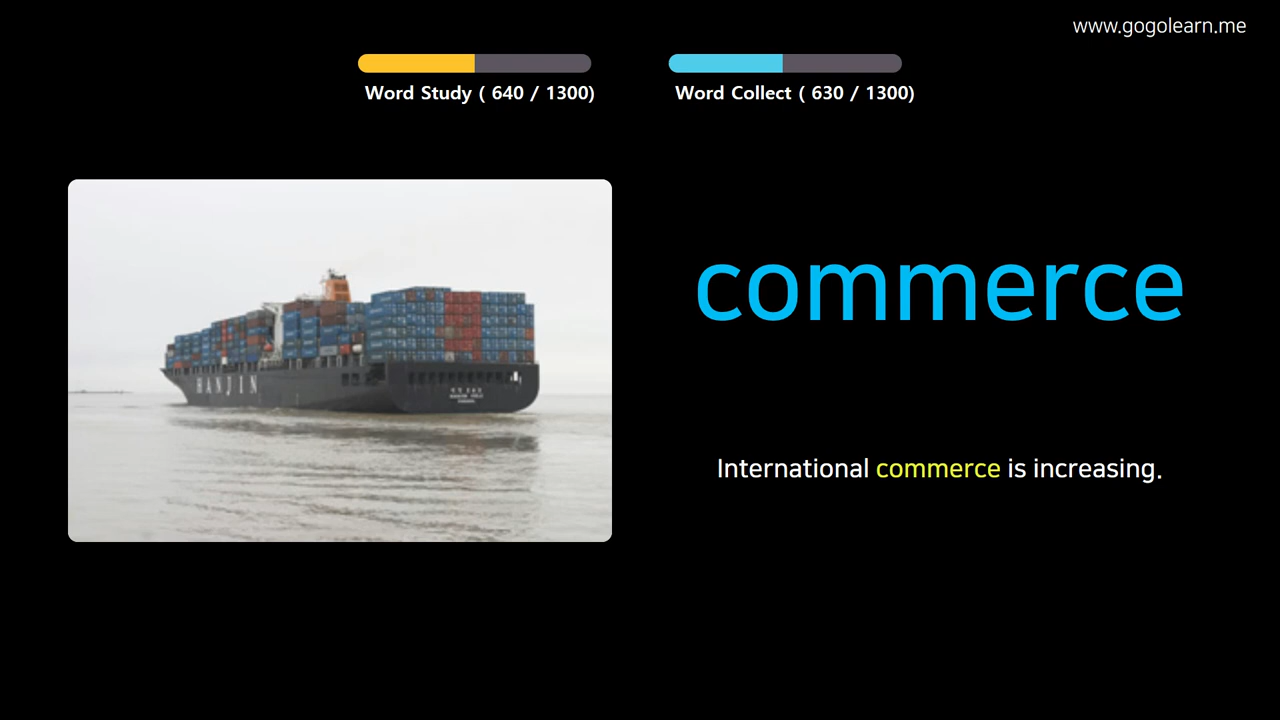 www.gogolearn.me
Word Study ( 640 / 1300)
Word Collect ( 630 / 1300)
commerce
HANJIN
International commerce is increasing.